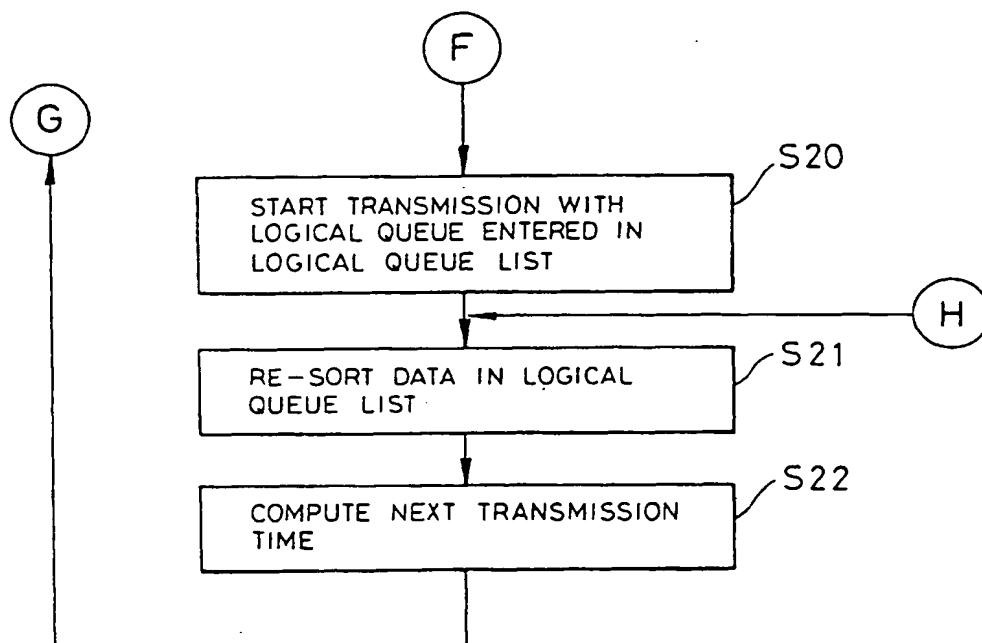 F
G
S20
START TRANSMISSION WITH
LOGICAL QUEUE ENTERED IN
LOGICAL QUEUE LIST
H
S21
RE-SORT DATA IN LOGICAL
QUEUE LIST
S22
COMPUTE NEXT TRANSMISSION
TIME